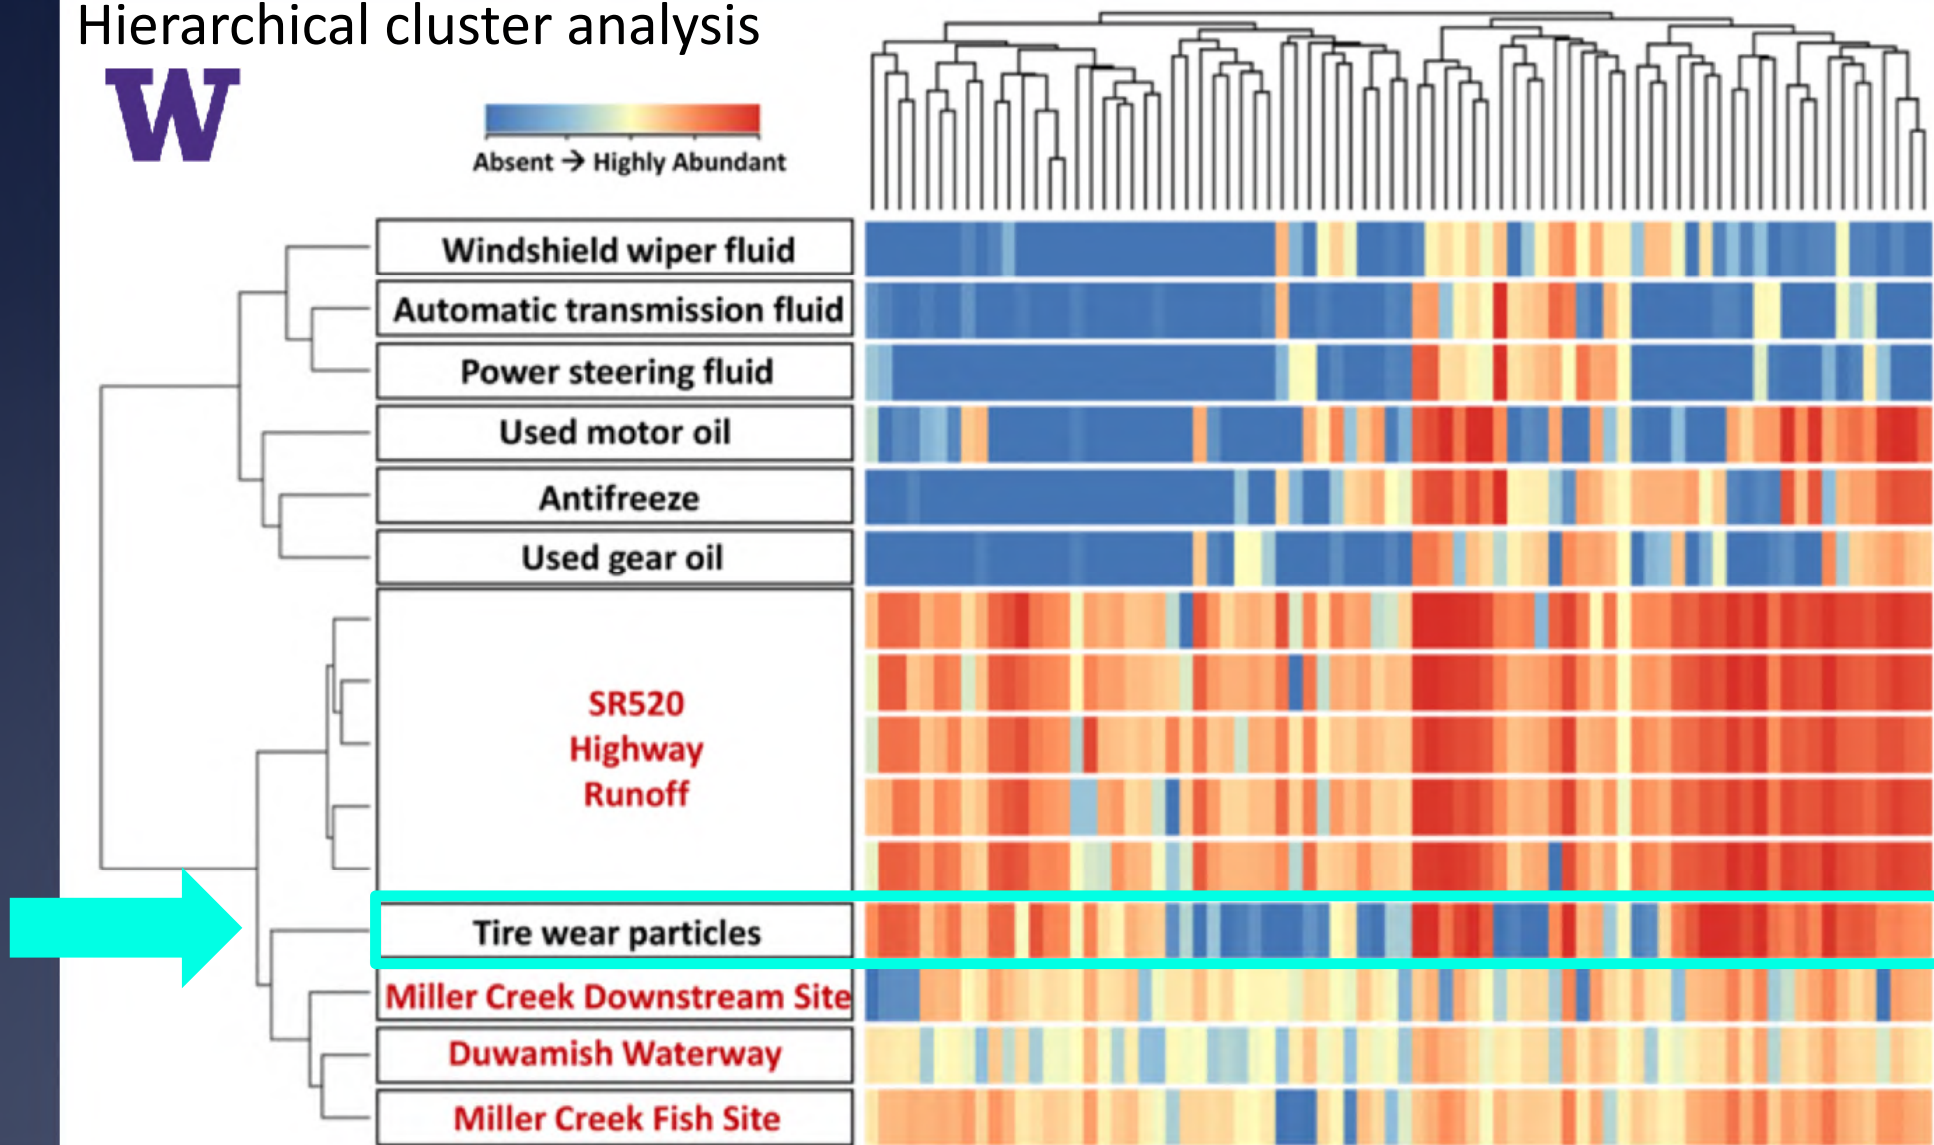 Hierarchical cluster analysis
W
Absent → Highly Abundant
Windshield wiper fluid
Automatic transmission fluid
Power steering fluid
Used motor oil
Antifreeze
Used gear oil
SR520
Highway
Runoff
Tire wear particles
Miller Creek Downstream Site
Duwamish Waterway
Miller Creek Fish Site